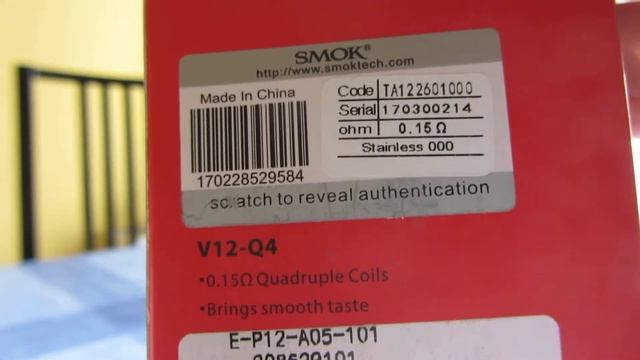 SMOK®
http://www.smoktech.com
Made In China
170228529584
Code TA122601000
Serial 170300214
ohm 0.15Ω
Stainless 000
scratch to reveal authentication
V12-Q4
•0.15Ω Quadruple Coils
•Brings smooth taste
E-P12-A05-101